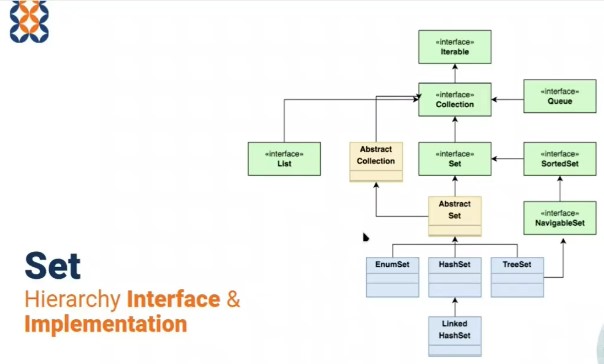 «interface»
Iterable
«interface»
Collection
«interface»
Queue
«interface»
List
Abstract
Collection
«interface»
Set
«interface»
SortedSet
Abstract
Set
«interface»
NavigableSet
EnumSet
HashSet
TreeSet
Linked
HashSet
Set
Hierarchy Interface &
Implementation